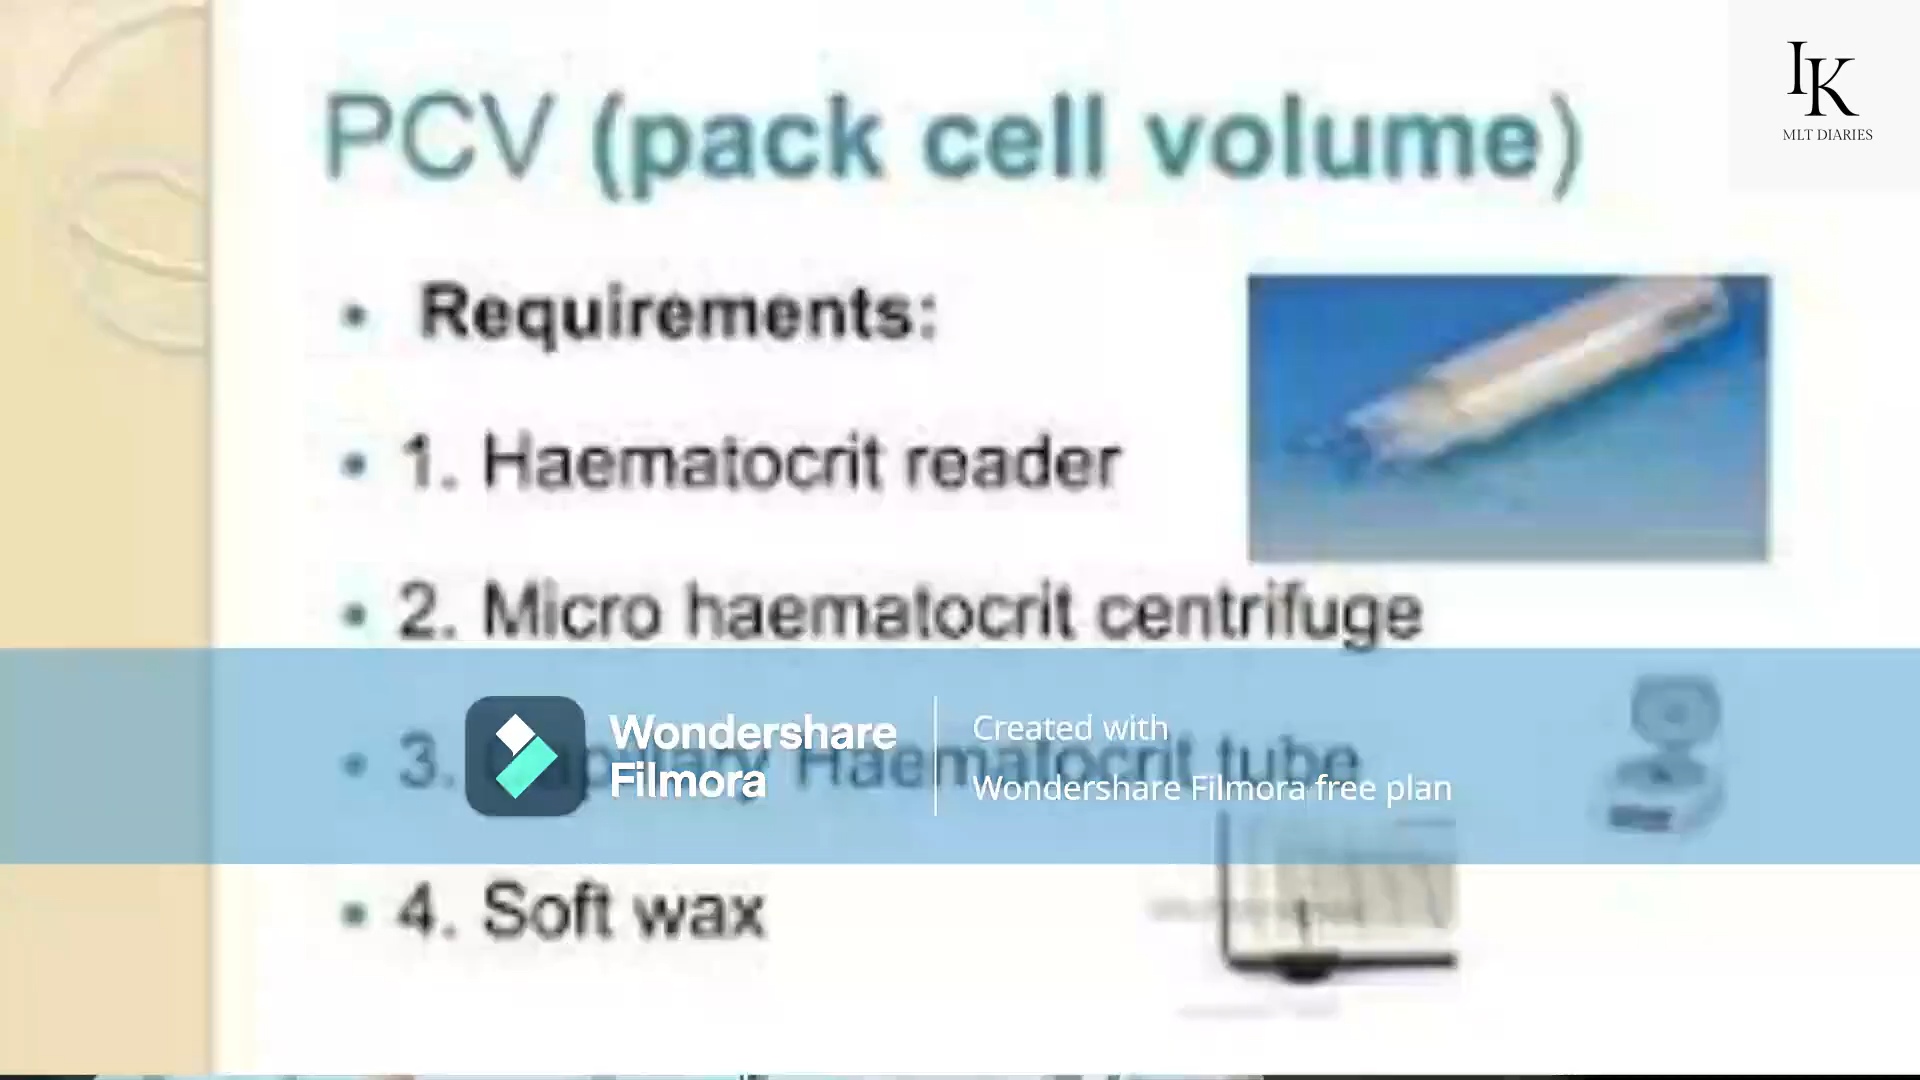 IK
MLT DIARIES
PCV (pack cell volume)
• Requirements:
• 1. Haematocrit reader
• 2. Micro haematocrit centrifuge
• 3. Haematocrit tube
Wondershare
Filmora
Created with
Wondershare Filmora free plan
• 4. Soft wax